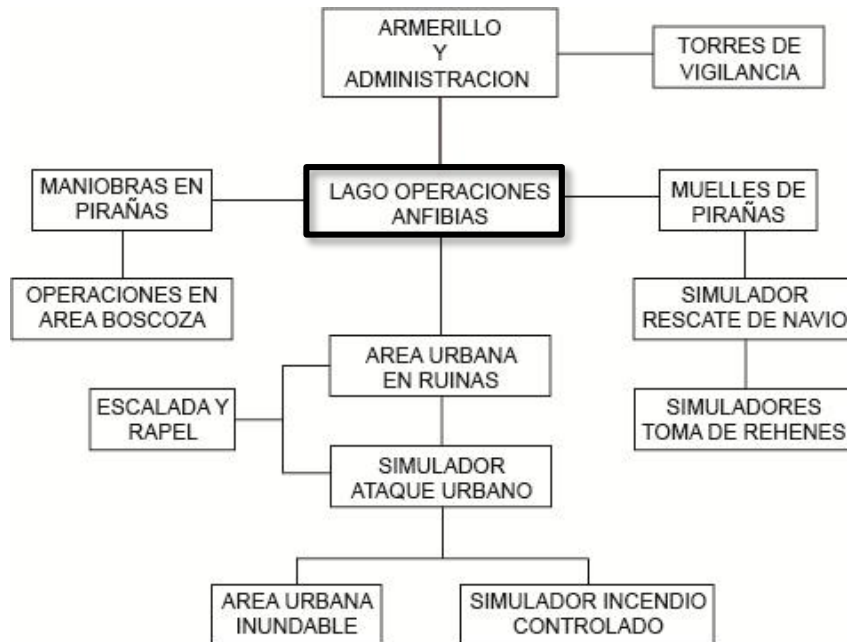 ARMERILLO
Y
ADMINISTRACION
TORRES DE
VIGILANCIA
MANIOBRAS EN
PIRAÑAS
LAGO OPERACIONES
ANFIBIAS
MUELLES DE
PIRAÑAS
OPERACIONES EN
AREA BOSCOZA
SIMULADOR
RESCATE DE NAVIO
AREA URBANA
EN RUINAS
ESCALADA Y
RAPEL
SIMULADORES
TOMA DE REHENES
SIMULADOR
ATAQUE URBANO
AREA URBANA
INUNDABLE
SIMULADOR INCENDIO
CONTROLADO